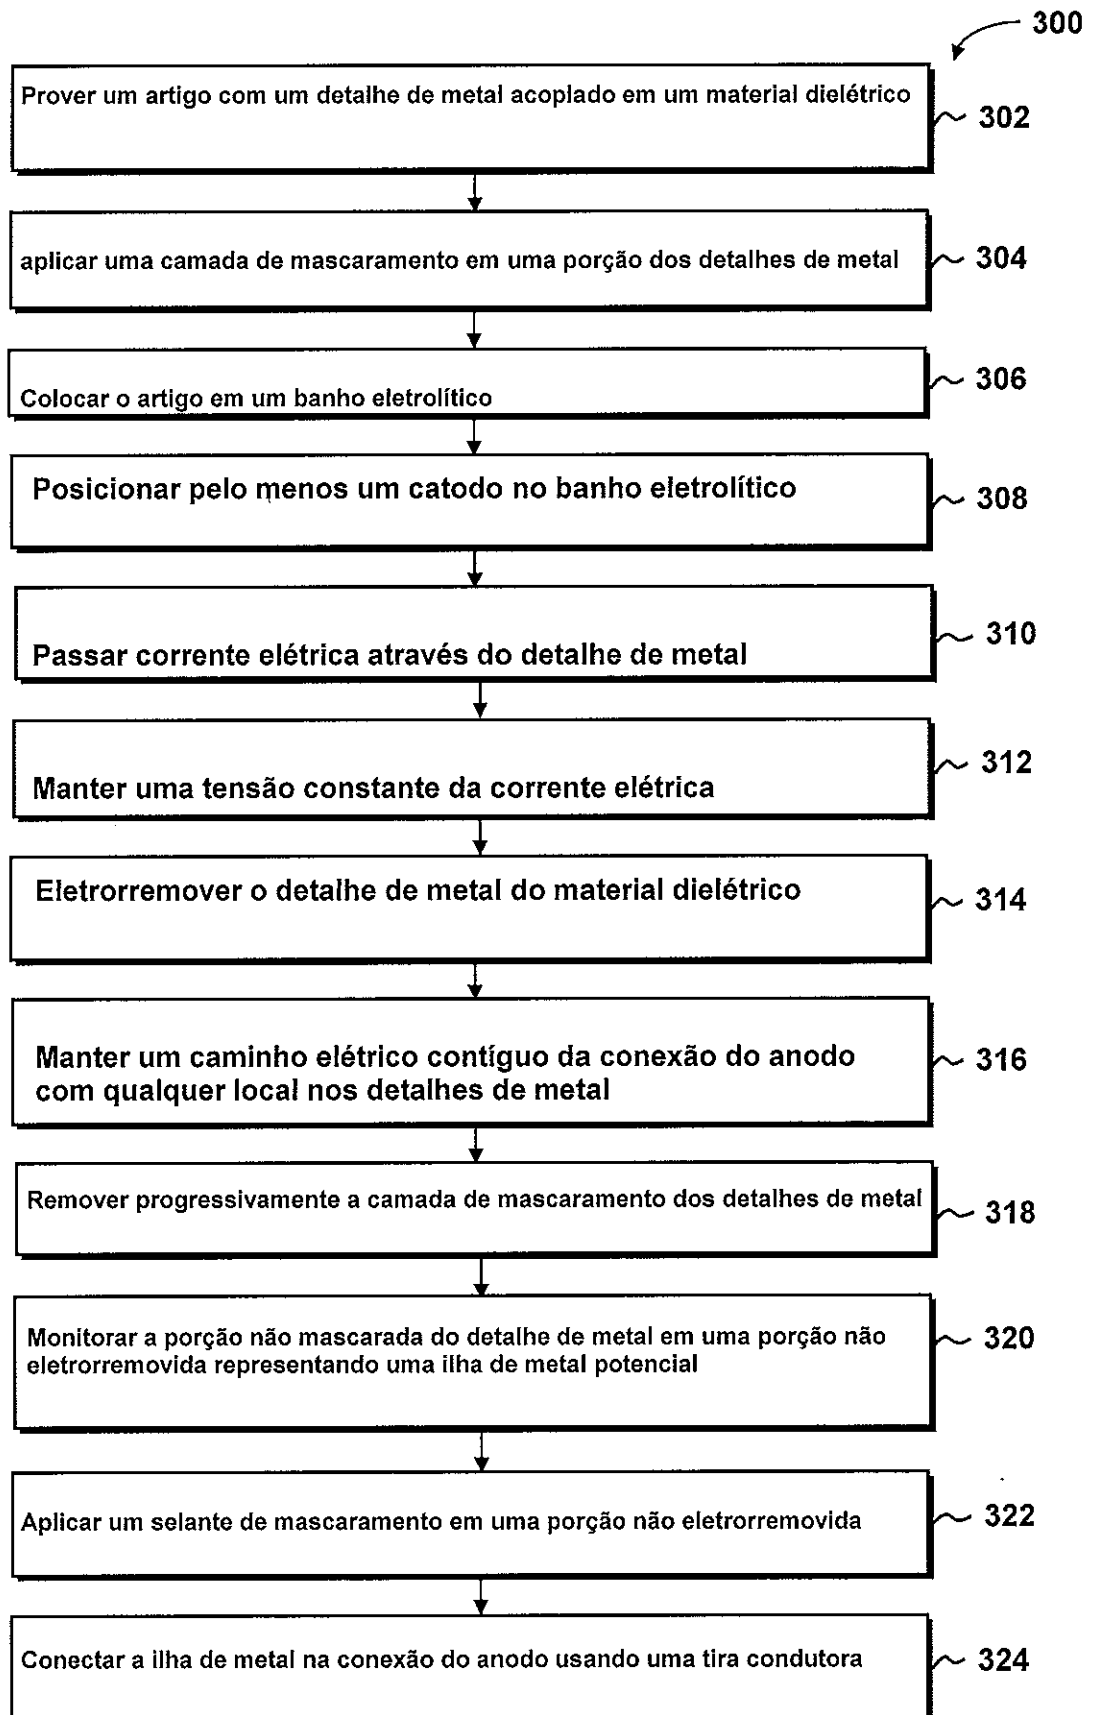 300
Prover um artigo com um detalhe de metal acoplado em um material dielétrico
302
aplicar uma camada de mascaramento em uma porção dos detalhes de metal
304
Colocar o artigo em um banho eletrolítico
306
Posicionar pelo menos um catodo no banho eletrolítico
308
Passar corrente elétrica através do detalhe de metal
310
Manter uma tensão constante da corrente elétrica
312
Eletrorremover o detalhe de metal do material dielétrico
314
Manter um caminho elétrico contíguo da conexão do anodo
com qualquer local nos detalhes de metal
316
Remover progressivamente a camada de mascaramento dos detalhes de metal
318
Monitorar a porção não mascarada do detalhe de metal em uma porção não
eletrorremovida representando uma ilha de metal potencial
320
Aplicar um selante de mascaramento em uma porção não eletrorremovida
322
Conectar a ilha de metal na conexão do anodo usando uma tira condutora
324